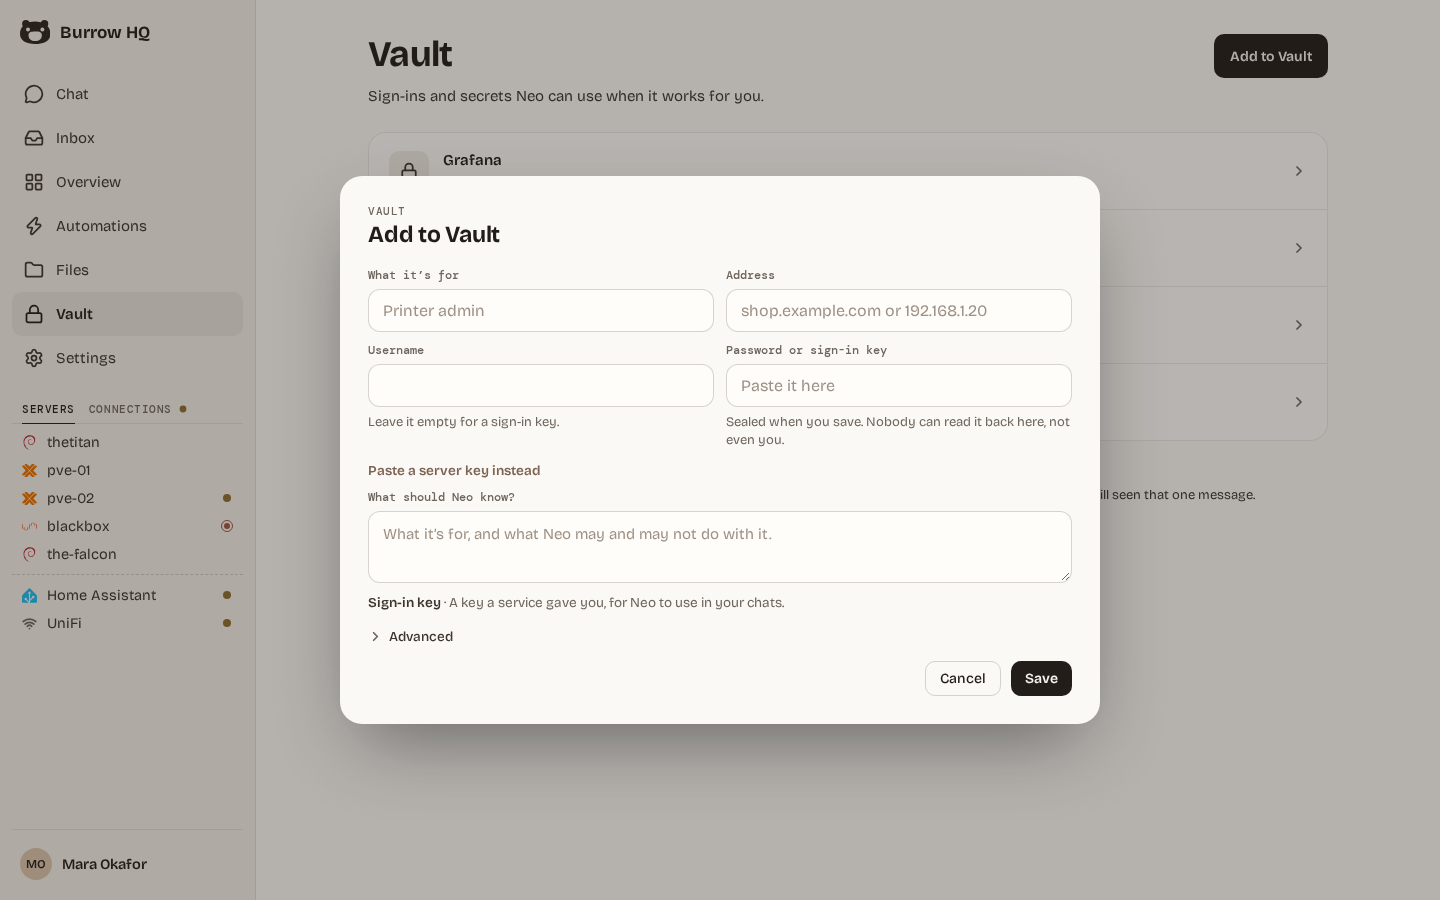 Burrow HQ
Chat
Inbox
Overview
Automations
Files
Vault
Settings
SERVERS CONNECTIONS
thetitan
pve-01
pve-02
blackbox
the-falcon
Home Assistant
UniFi
MO Mara Okafor
Vault
Add to Vault
Sign-ins and secrets Neo can use when it works for you.
Grafana
VAULT
Add to Vault
What it's for Address
Printer admin shop.example.com or 192.168.1.20
Username Password or sign-in key
Paste it here
Leave it empty for a sign-in key. Sealed when you save. Nobody can read it back here, not
even you.
Paste a server key instead
What should Neo know?
What it's for, and what Neo may and may not do with it.
Sign-in key · A key a service gave you, for Neo to use in your chats.
Advanced
Cancel Save
seen that one message.